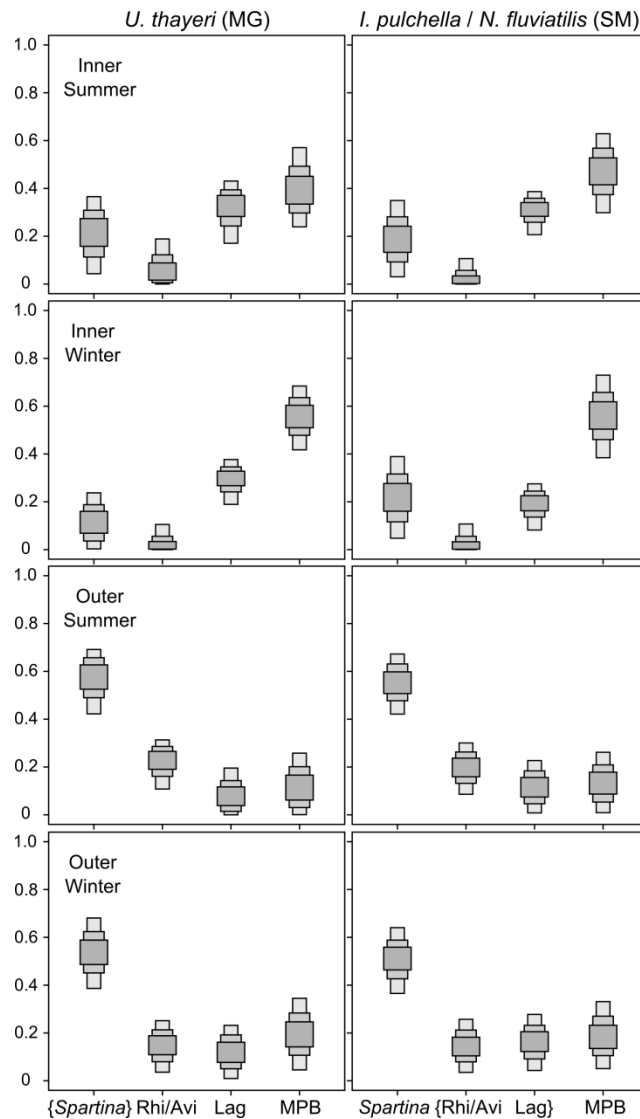 U. thayeri (MG) I. pulchella / N. fluviatilis (SM)
Inner
Summer
1.0
0.8
0.6
0.4
0.2
0
Inner
Winter
1.0
0.8
0.6
0.4
0.2
0
Outer
Summer
1.0
0.8
0.6
0.4
0.2
0
Outer
Winter
1.0
0.8
0.6
0.4
0.2
0
{Spartina} Rhi/Avi Lag MPB Spartina {Rhi/Avi Lag} MPB